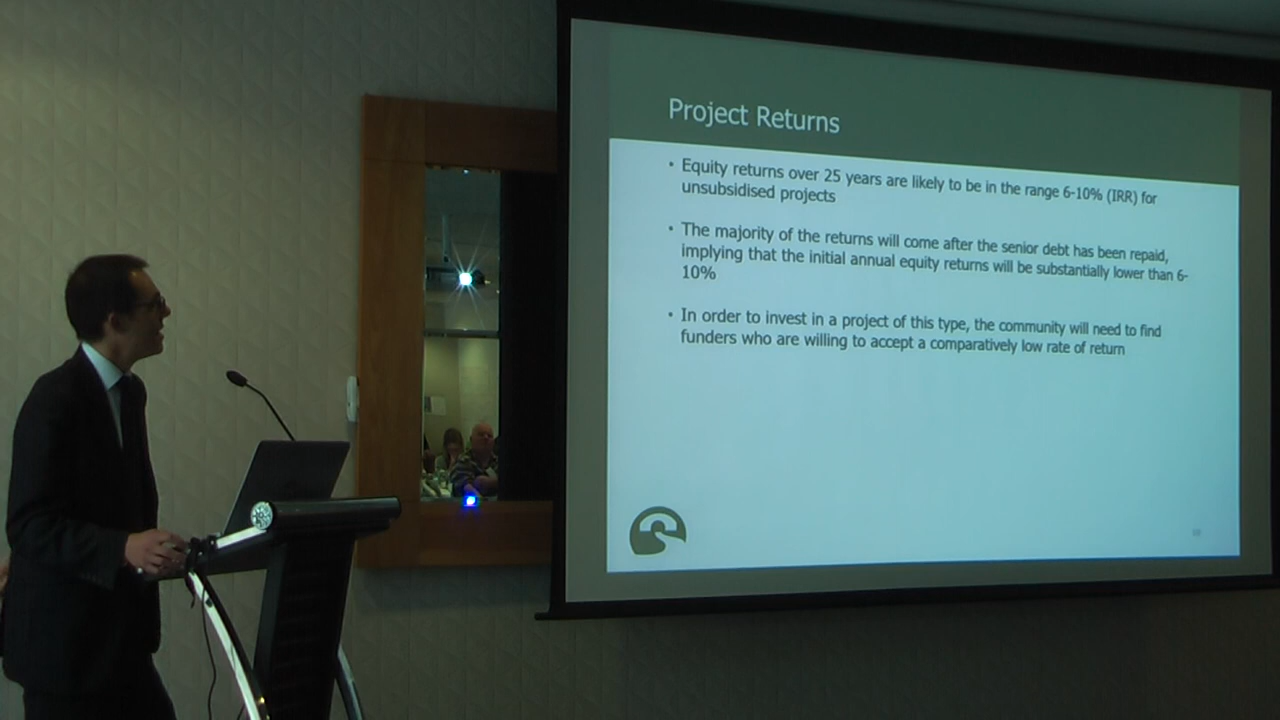 Project Returns
• Equity returns over 25 years are likely to be in the range 6-10% (IRR) for
unsubsidised projects
• The majority of the returns will come after the senior debt has been repaid,
implying that the initial annual equity returns will be substantially lower than 6-
10%
• In order to invest in a project of this type, the community will need to find
funders who are willing to accept a comparatively low rate of return